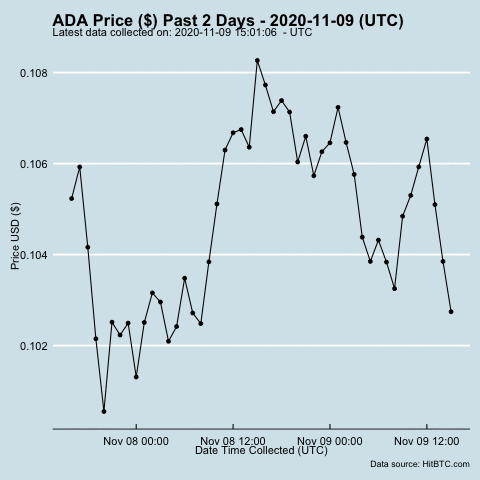 ADA Price ($) Past 2 Days - 2020-11-09 (UTC)
Latest data collected on: 2020-11-09 15:01:06  - UTC
0.108
0.106
0.104
0.102
Price USD ($)
Nov 08 00:00 Nov 08 12:00 Nov 09 00:00 Nov 09 12:00
Date Time Collected (UTC)
Data source: HitBTC.com